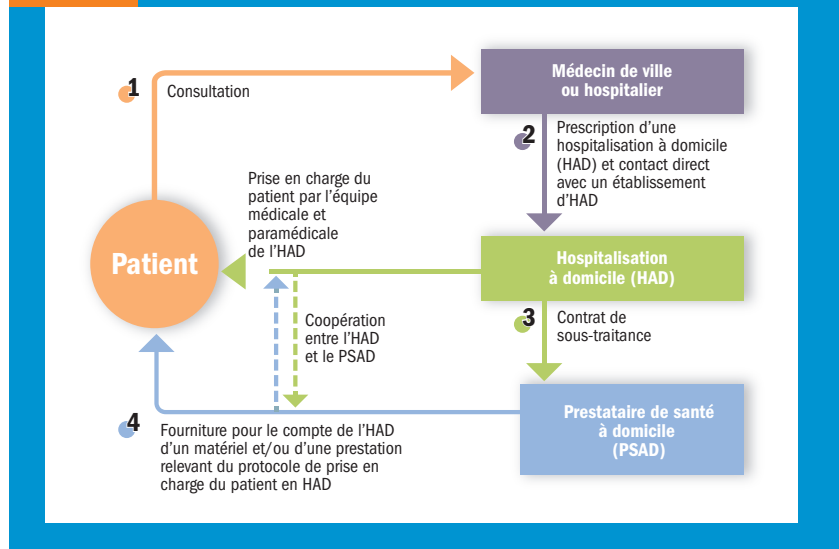 1
Consultation
Médecin de ville
ou hospitalier
2
Prescription d’une
hospitalisation à domicile
(HAD) et contact direct
avec un établissement
d’HAD
Prise en charge du
patient par l’équipe
médicale et
paramédicale
de l’HAD
Patient
Hospitalisation
à domicile (HAD)
3
Contrat de
sous-traitance
Coopération
entre l’HAD
et le PSAD
Prestataire de santé
à domicile
(PSAD)
4
Fourniture pour le compte de l’HAD
d’un matériel et/ou d’une prestation
relevant du protocole de prise en
charge du patient en HAD